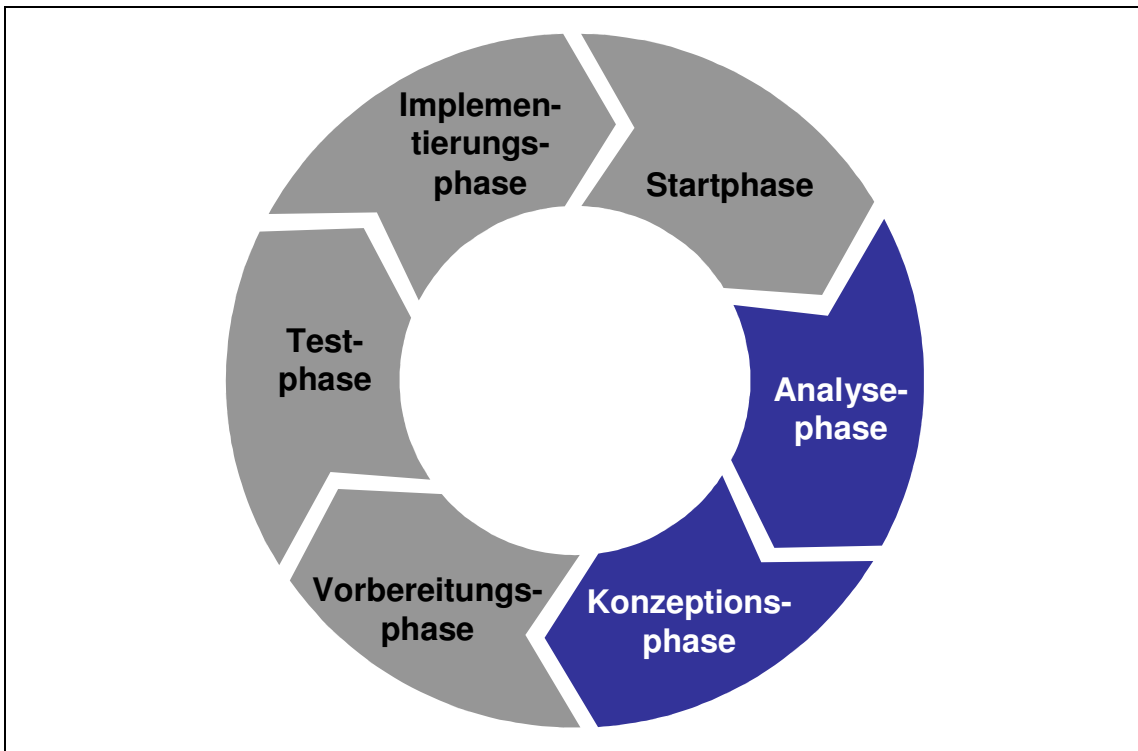 Implemen-
tierungs-
phase
Startphase
Analyse-
phase
Konzeptions-
phase
Vorbereitungs-
phase
Test-
phase